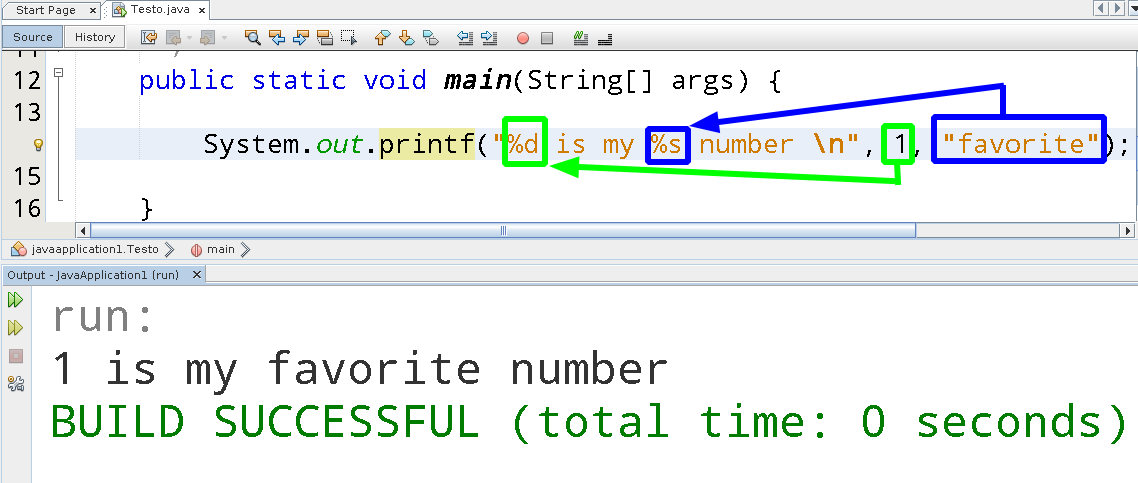 Start Page × Testo.java ×
Source History
12 public static void main(String[] args) {
13
System.out.printf("%d is my %s number \n", 1, "favorite");
15
16 }
javaapplication1.Testo main
Output - JavaApplication1 (run) ×
run:
1 is my favorite number
BUILD SUCCESSFUL (total time: 0 seconds)